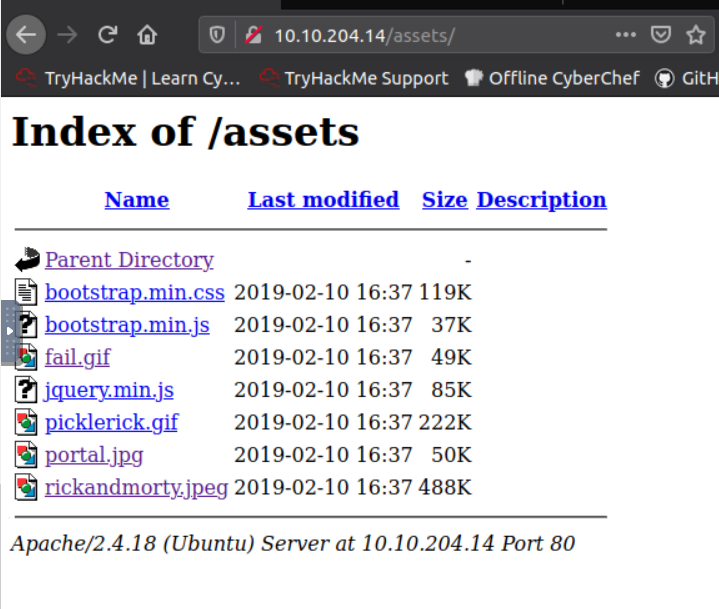 10.10.204.14/assets/
TryHackMe | Learn Cy... TryHackMe Support Offline CyberChef GitH
Index of /assets
Name Last modified Size Description
Parent Directory -
bootstrap.min.css 2019-02-10 16:37 119K
bootstrap.min.js 2019-02-10 16:37 37K
fail.gif 2019-02-10 16:37 49K
jquery.min.js 2019-02-10 16:37 85K
picklerick.gif 2019-02-10 16:37 222K
portal.jpg 2019-02-10 16:37 50K
rickandmorty.jpeg 2019-02-10 16:37 488K
Apache/2.4.18 (Ubuntu) Server at 10.10.204.14 Port 80